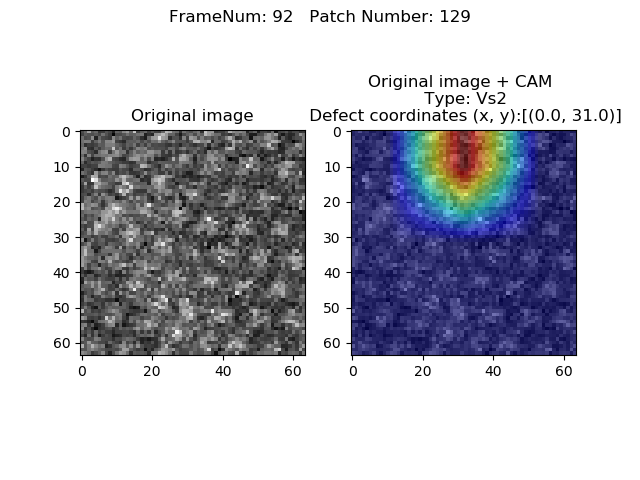 FrameNum: 92   Patch Number: 129
Original image
Original image + CAM
Type: Vs2
Defect coordinates (x, y):[(0.0, 31.0)]
0
10
20
30
40
50
60
0 20 40 60
0
10
20
30
40
50
60
0 20 40 60